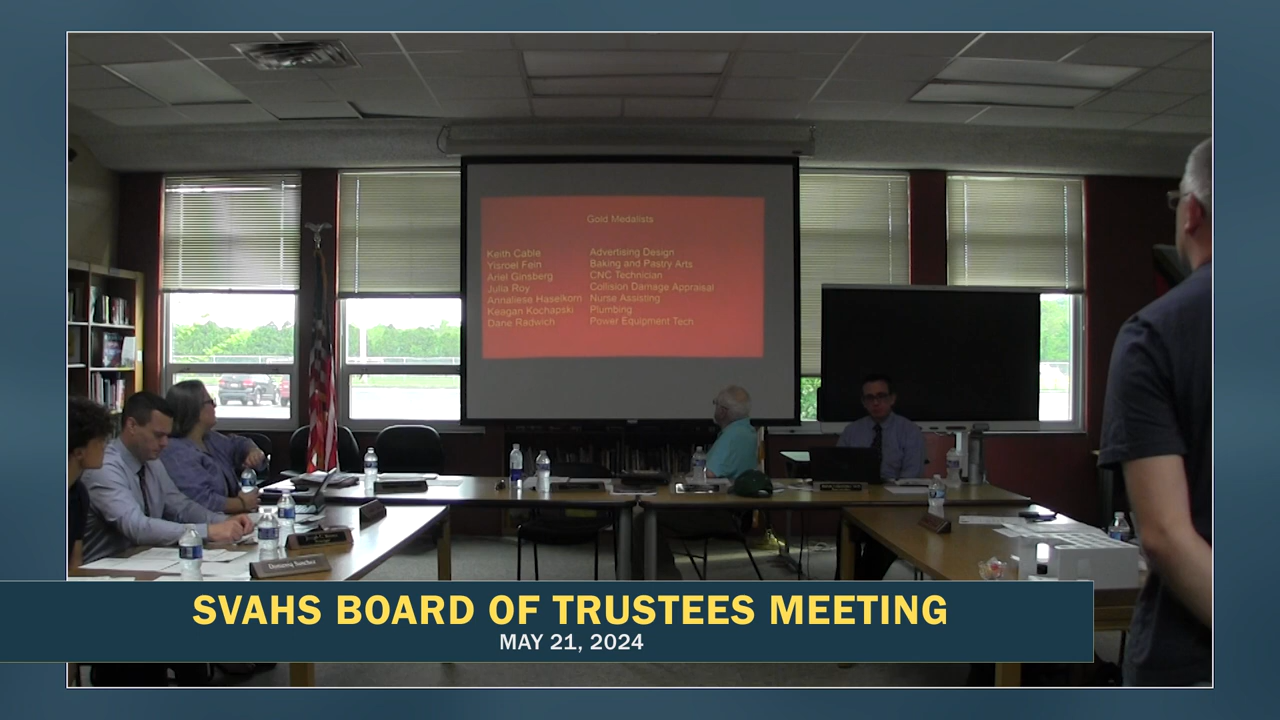 Gold Medalists
Keith Cable Advertising Design
Yisroel Fein Baking and Pastry Arts
Ariel Ginsberg CNC Technician
Julia Roy Collision Damage Appraisal
Annaliese Haselkorn Nurse Assisting
Keagan Kochapski Plumbing
Dane Radwich Power Equipment Tech
SVAHS BOARD OF TRUSTEES MEETING
MAY 21, 2024